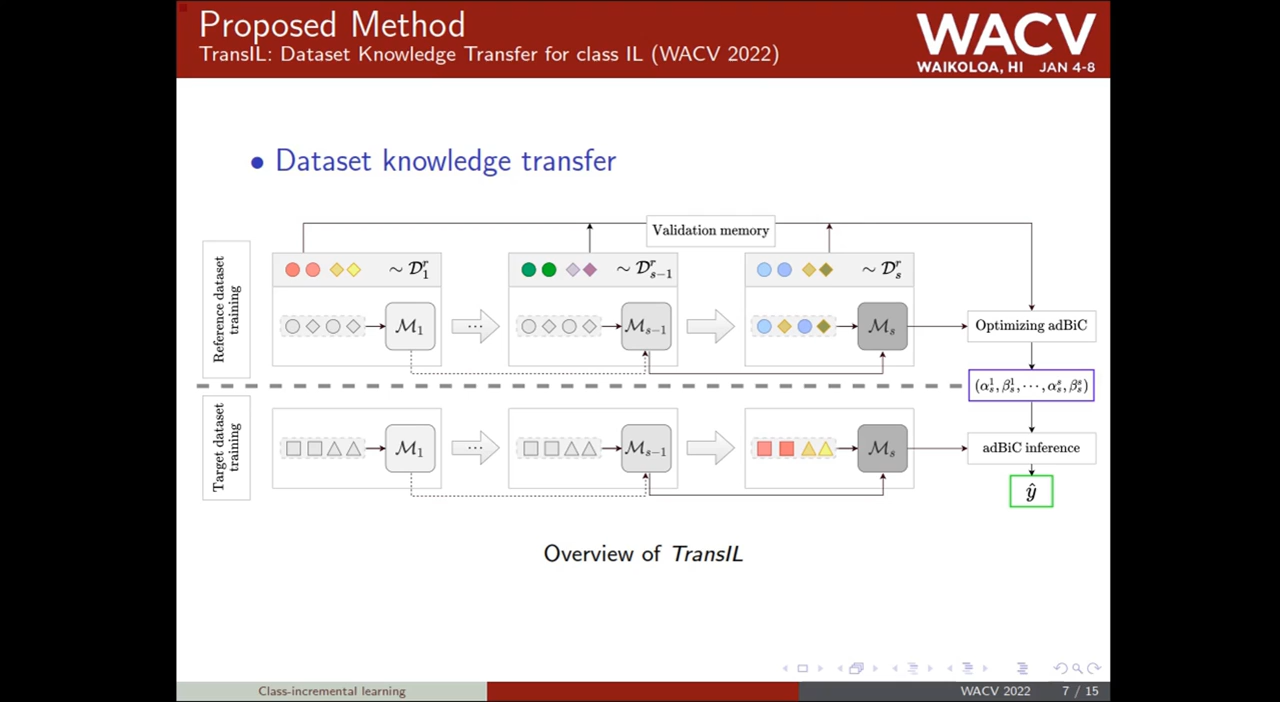 Proposed Method
TransIL: Dataset Knowledge Transfer for class IL (WACV 2022)
WACV
WAIKOLOA, HI JAN 4-8
• Dataset knowledge transfer
Validation memory
Reference dataset
training
∼ 𝒟₁ʳ
∼ 𝒟ₛ₋₁ʳ
∼ 𝒟ₛʳ
ℳ₁
...
ℳₛ₋₁
ℳₛ
Optimizing adBiC
(αₛ¹, βₛ¹, ⋯, αₛˢ, βₛˢ)
Target dataset
training
ℳ₁
...
ℳₛ₋₁
ℳₛ
adBiC inference
ŷ
Overview of TransIL
Class-incremental learning
WACV 2022
7 / 15